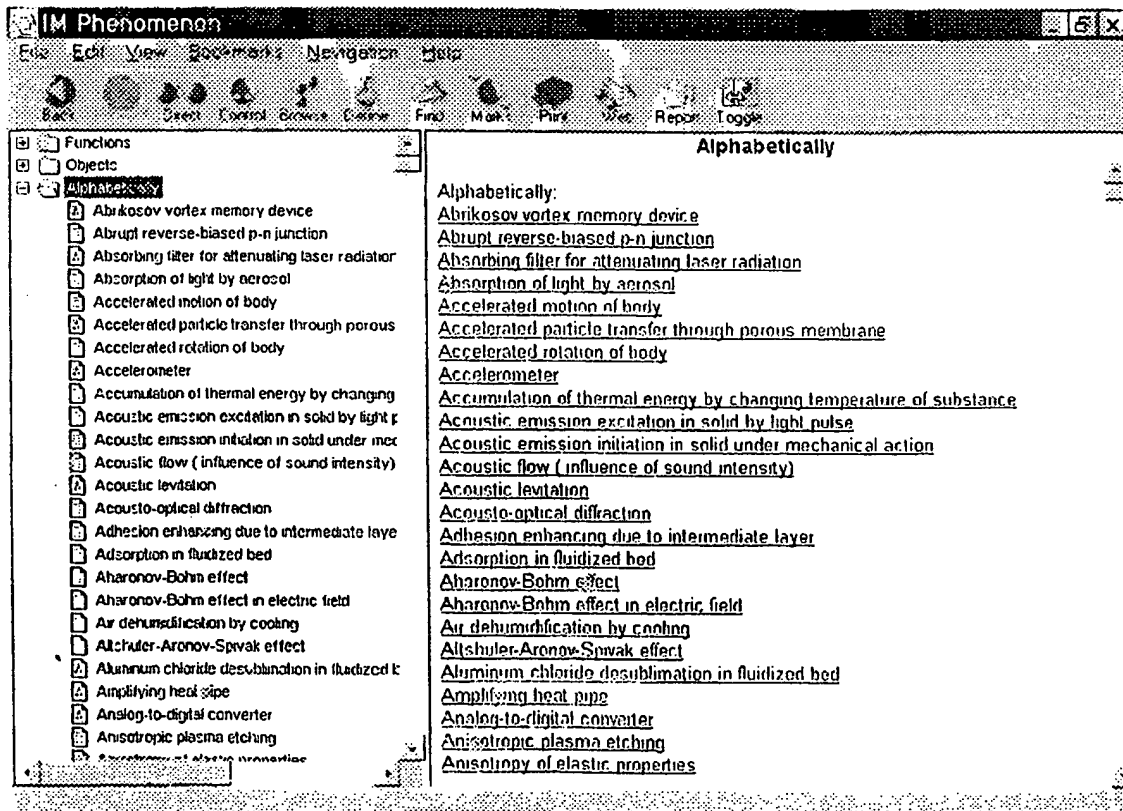 IM Phenomenon
File Edit View Bookmarks Navigation Help
Back Direct Control Browse Define Find Marks Print Report Toggle
Functions
Objects
Alphabetically
Abrikosov vortex memory device
Abrupt reverse-biased p-n junction
Absorbing filter for attenuating laser radiation
Absorption of light by aerosol
Accelerated motion of body
Accelerated particle transfer through porous
Accelerated rotation of body
Accelerometer
Accumulation of thermal energy by changing
Acoustic emission excitation in solid by light p
Acoustic emission initiation in solid under mec
Acoustic flow ( influence of sound intensity)
Acoustic levitation
Acousto-optical diffraction
Adhesion enhancing due to intermediate laye
Adsorption in fluidized bed
Aharonov-Bohm effect
Aharonov-Bohm effect in electric field
Air dehumidification by cooling
Altshuler-Aronov-Spivak effect
Aluminum chloride desublimation in fluidized b
Amplifying heat pipe
Analog-to-digital converter
Anisotropic plasma etching
Anisotropy of elastic properties
Alphabetically
Alphabetically:
Abrikosov vortex memory device
Abrupt reverse-biased p-n junction
Absorbing filter for attenuating laser radiation
Absorption of light by aerosol
Accelerated motion of body
Accelerated particle transfer through porous membrane
Accelerated rotation of body
Accelerometer
Accumulation of thermal energy by changing temperature of substance
Acoustic emission excitation in solid by light pulse
Acoustic emission initiation in solid under mechanical action
Acoustic flow ( influence of sound intensity)
Acoustic levitation
Acousto-optical diffraction
Adhesion enhancing due to intermediate layer
Adsorption in fluidized bed
Aharonov-Bohm effect
Aharonov-Bohm effect in electric field
Air dehumidification by cooling
Altshuler-Aronov-Spivak effect
Aluminum chloride desublimation in fluidized bed
Amplifying heat pipe
Analog-to-digital converter
Anisotropic plasma etching
Anisotropy of elastic properties